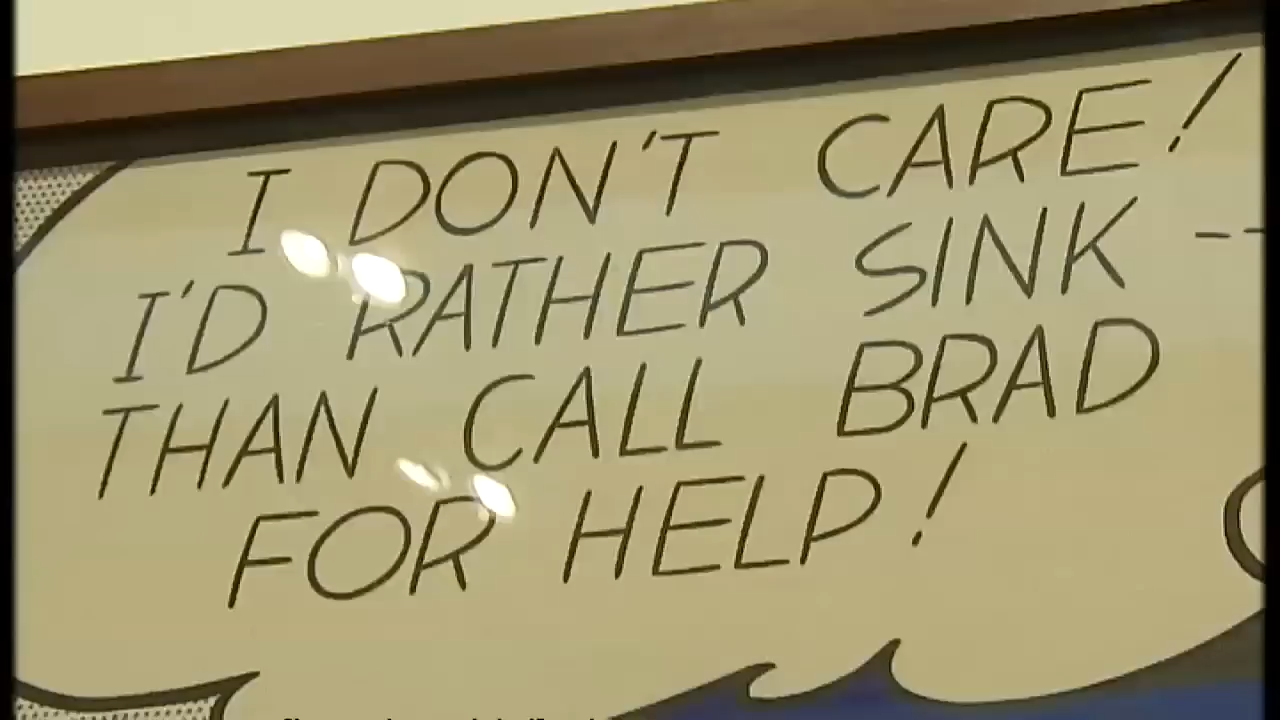 I DON'T CARE!
I'D RATHER SINK --
THAN CALL BRAD
FOR HELP!